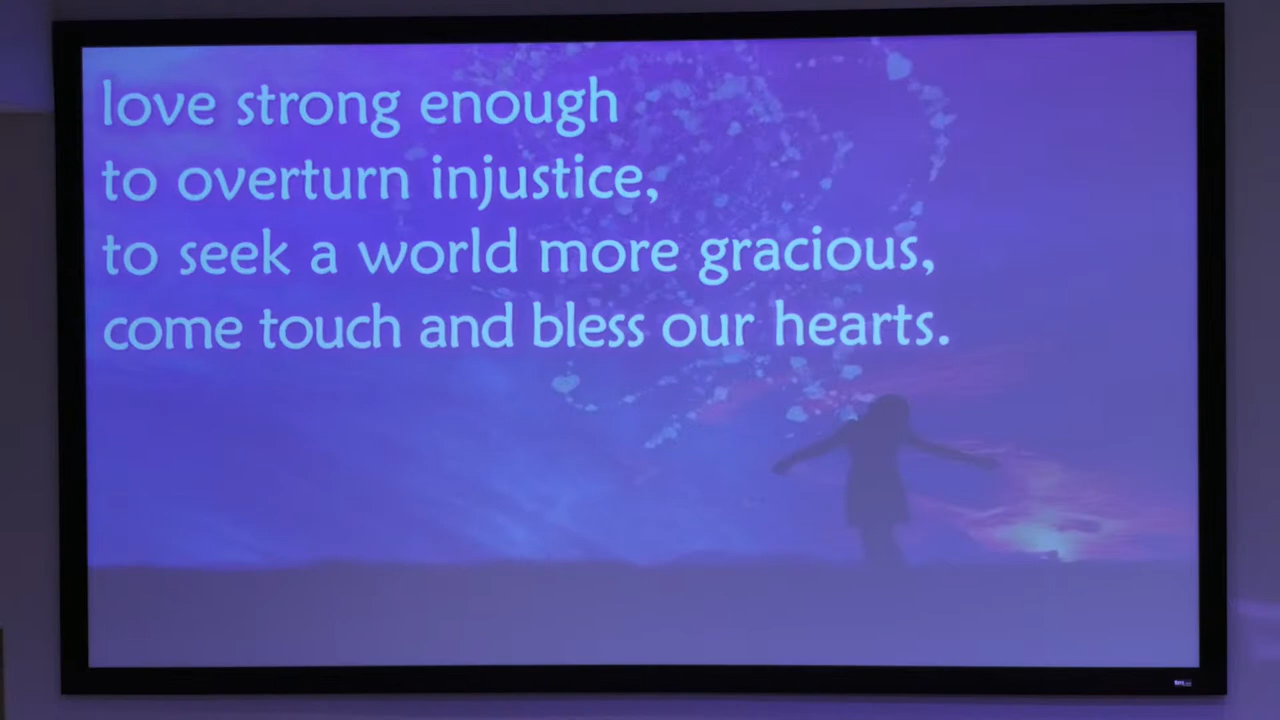 love strong enough
to overturn injustice,
to seek a world more gracious,
come touch and bless our hearts.